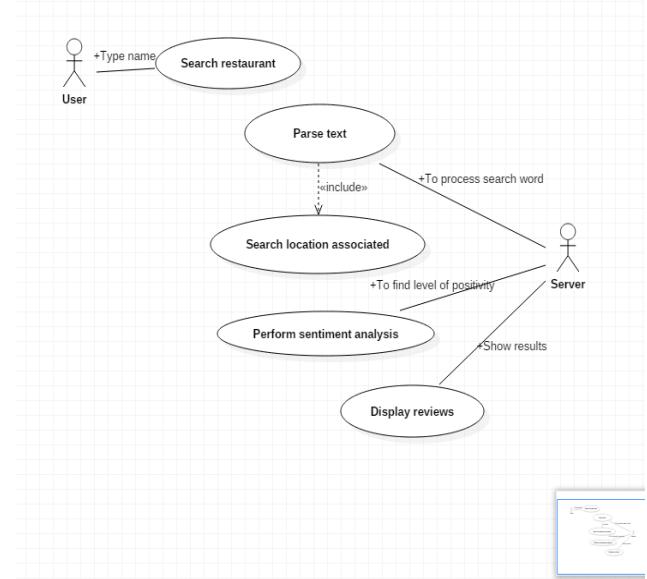 +Type name
Search restaurant
User
Parse text
+To process search word
«include»
Search location associated
+To find level of positivity
Server
Perform sentiment analysis
+Show results
Display reviews